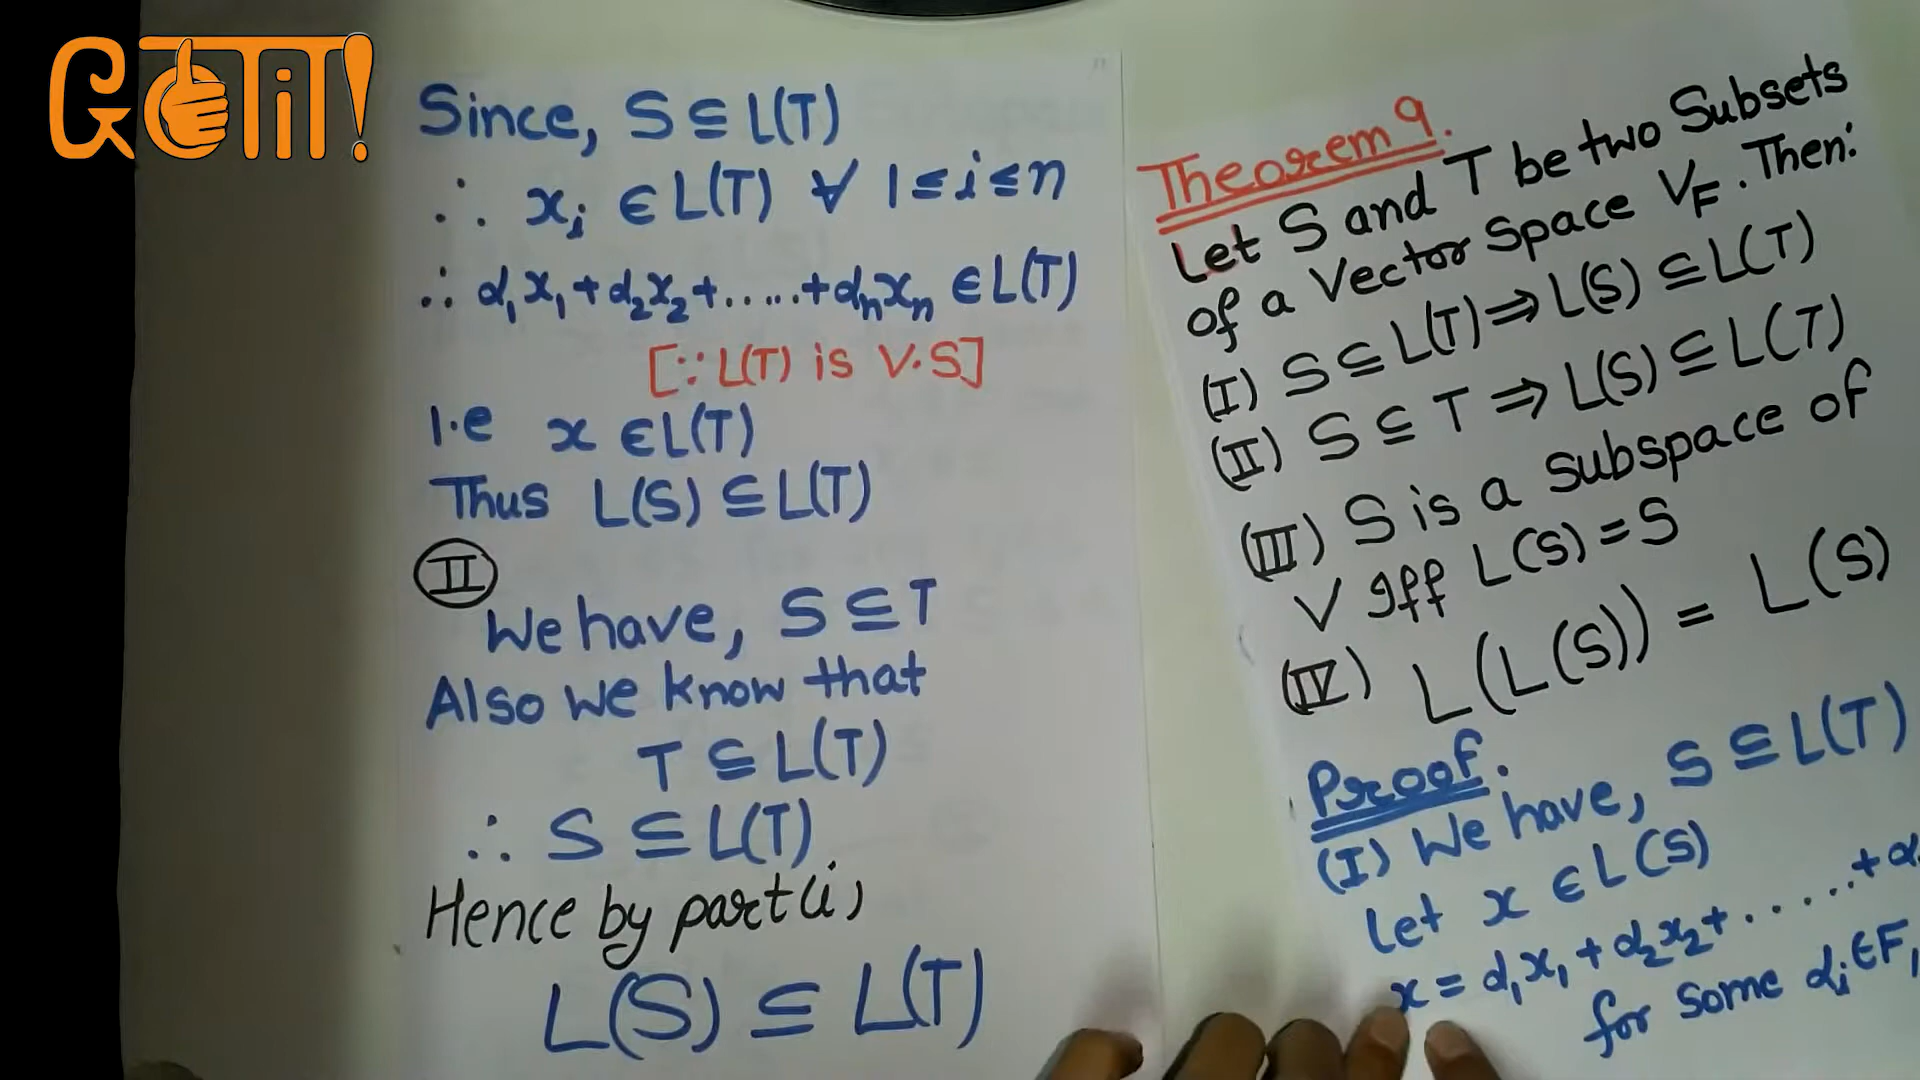 GOTiT!
Since, S ⊆ L(T)
∴ xᵢ ∈ L(T) ∀ 1≤i≤n
∴ α₁x₁+α₂x₂+.....+αₙxₙ ∈ L(T)
[∵ L(T) is V.S]
I.e x ∈ L(T)
Thus L(S) ⊆ L(T)
II
We have, S ⊆ T
Also we know that
T ⊆ L(T)
∴ S ⊆ L(T)
Hence by part (i)
L(S) ⊆ L(T)
Theorem 9.
Let S and T be two Subsets
of a Vector Space V_F. Then:
(I) S ⊆ L(T) ⇒ L(S) ⊆ L(T)
(II) S ⊆ T ⇒ L(S) ⊆ L(T)
(III) S is a subspace of
V Iff L(S) = S
(IV) L(L(S)) = L(S)
Proof.
(I) We have, S ⊆ L(T)
Let x ∈ L(S)
x = α₁x₁ + α₂x₂+.....+α
for some αᵢ ∈ F,